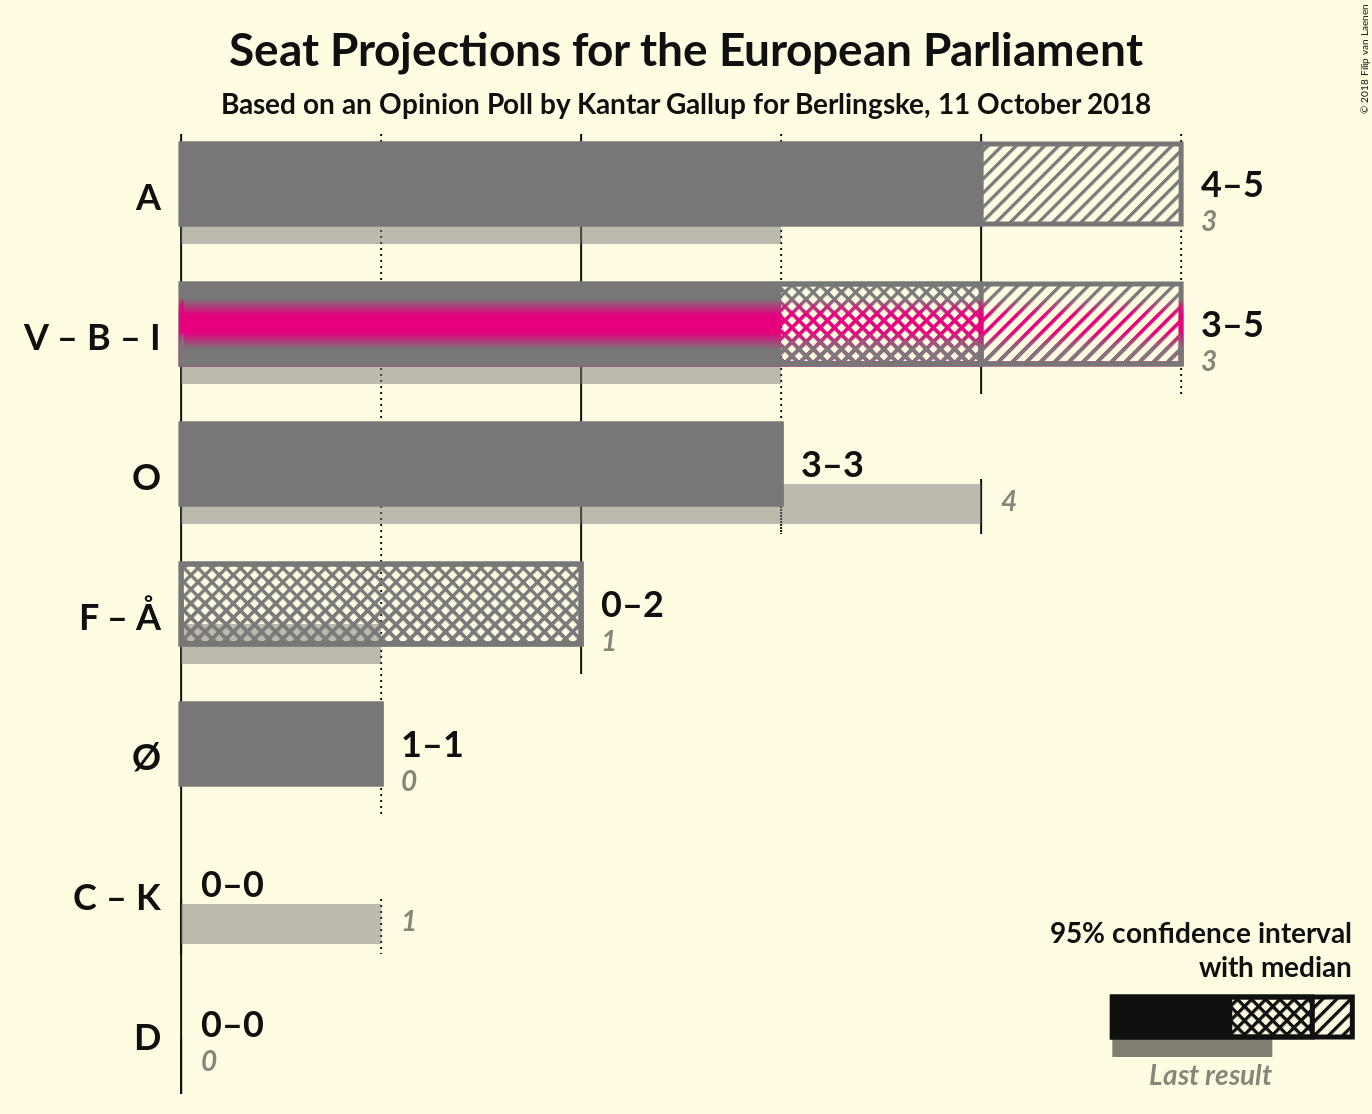 Seat Projections for the European Parliament
Based on an Opinion Poll by Kantar Gallup for Berlingske, 11 October 2018
© 2018 Filip van Laenen
A
4–5
3
V – B – I
3–5
3
O
3–3
4
F – Å
0–2
1
Ø
1–1
0
C – K
0–0
1
D
0–0
0
95% confidence interval
with median
Last result